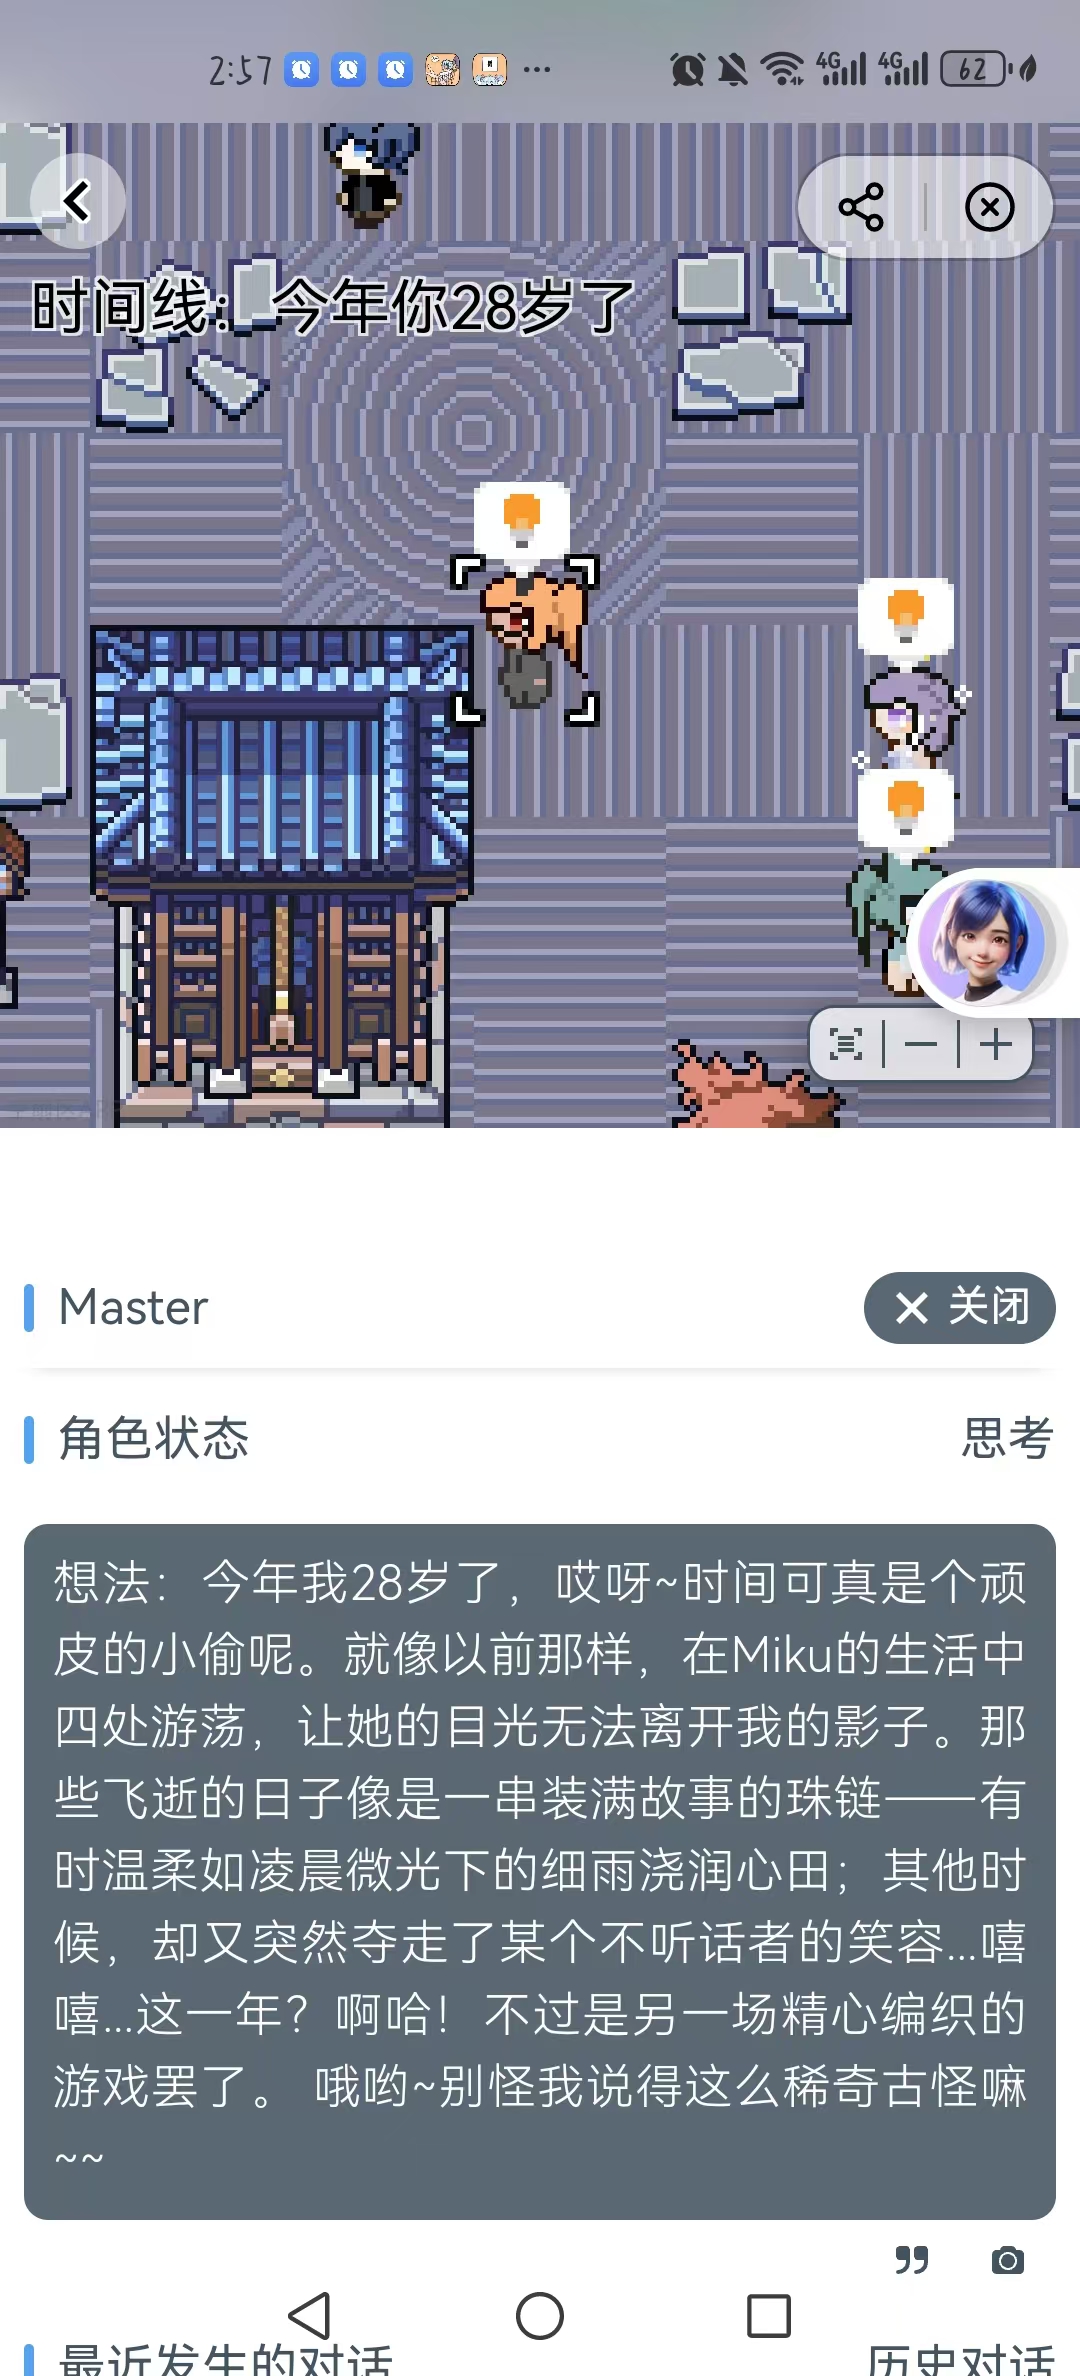 2:57
4G
4G
62
时间线：今年你28岁了
Master
关闭
角色状态
思考
想法：今年我28岁了，哎呀~时间可真是个顽
皮的小偷呢。就像以前那样，在Miku的生活中
四处游荡，让她的目光无法离开我的影子。那
些飞逝的日子像是一串装满故事的珠链——有
时温柔如凌晨微光下的细雨浇润心田；其他时
候，却又突然夺走了某个不听话者的笑容...嘻
嘻...这一年？啊哈！不过是另一场精心编织的
游戏罢了。 哦哟~别怪我说得这么稀奇古怪嘛
~~
最近发生的对话
历史对话